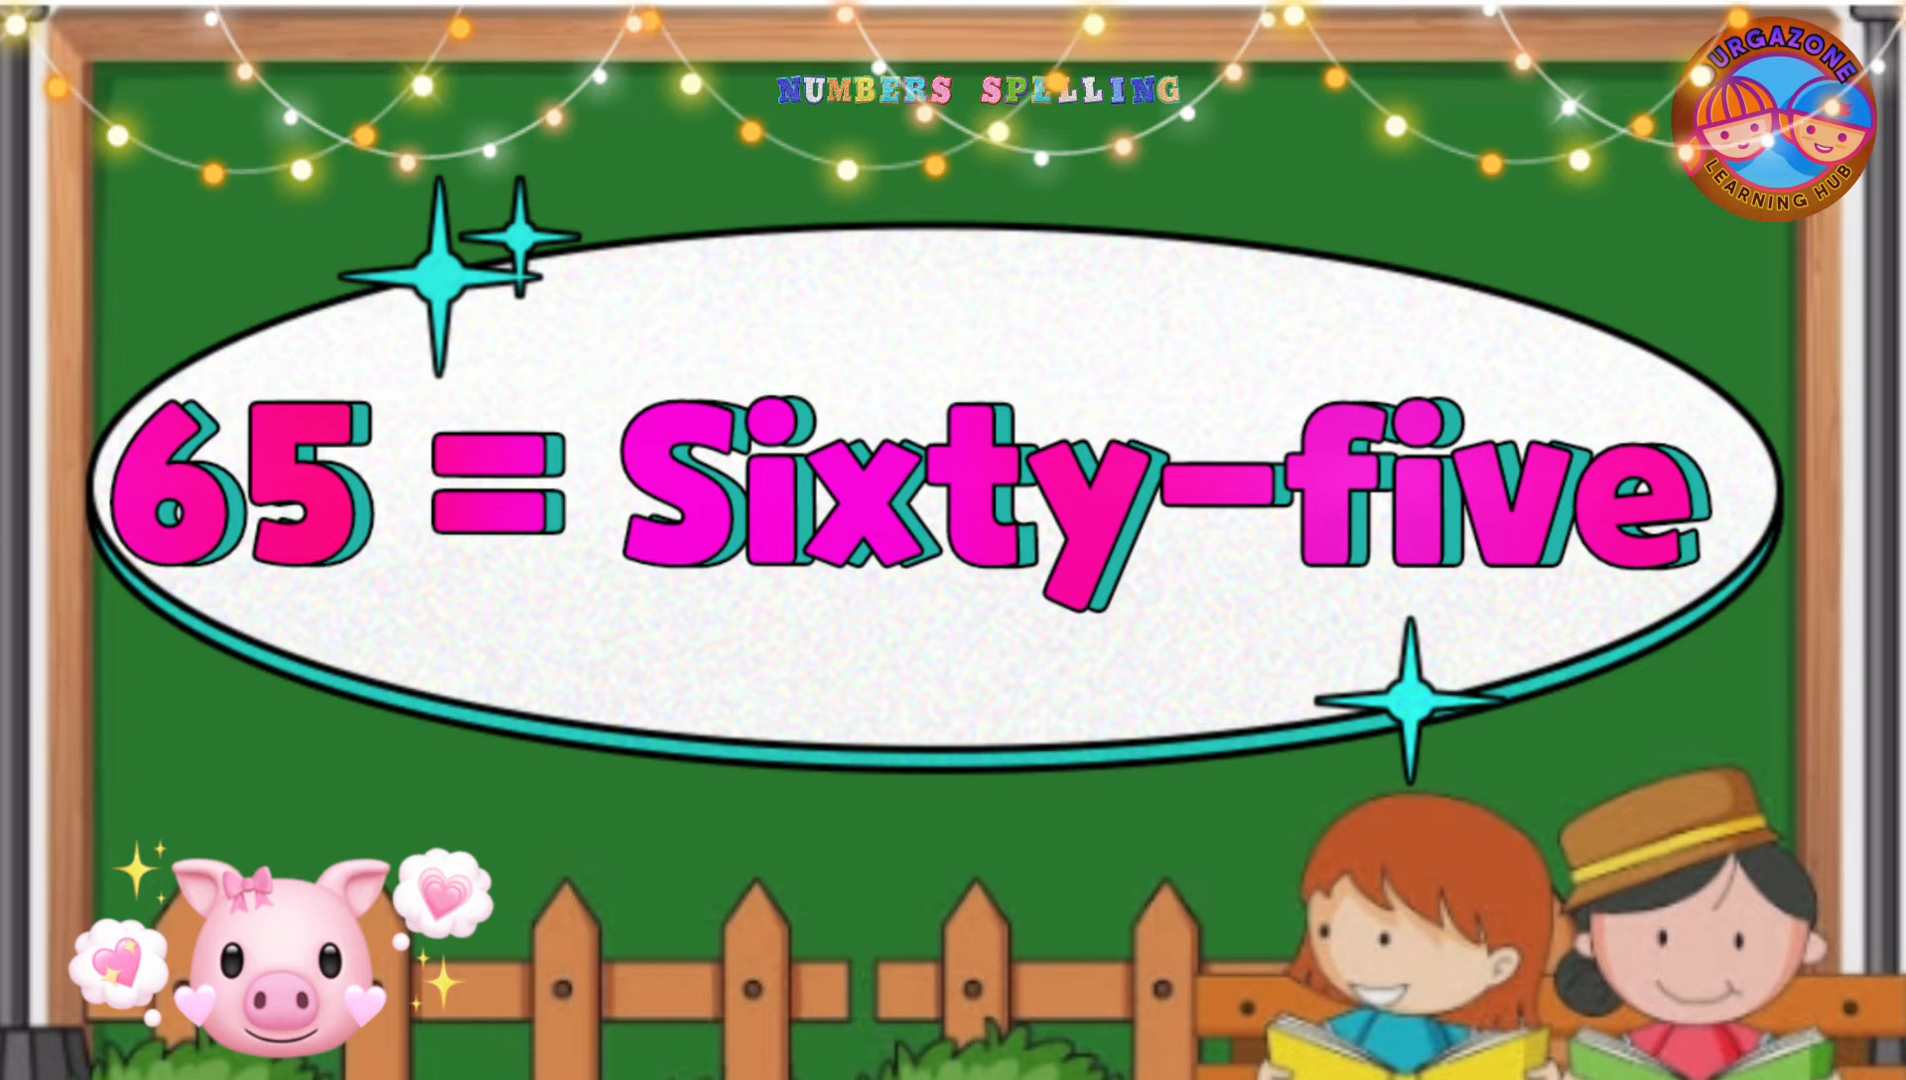 NUMBERS SPELLING
URGAZONE
LEARNING HUB
65 = Sixty-five